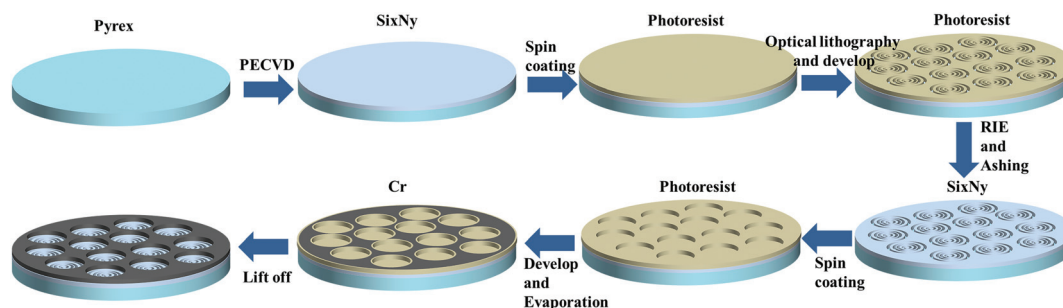 Pyrex
PECVD
SixNy
Spin
coating
Photoresist
Optical lithography
and develop
Photoresist
RIE
and
Ashing
SixNy
Spin
coating
Photoresist
Develop
and
Evaporation
Cr
Lift off